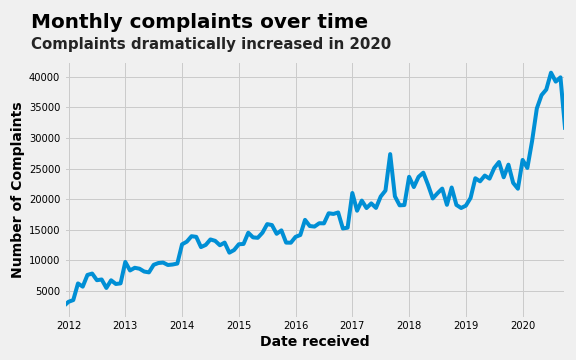 Monthly complaints over time
Complaints dramatically increased in 2020
Number of Complaints
40000
35000
30000
25000
20000
15000
10000
5000
2012 2013 2014 2015 2016 2017 2018 2019 2020
Date received